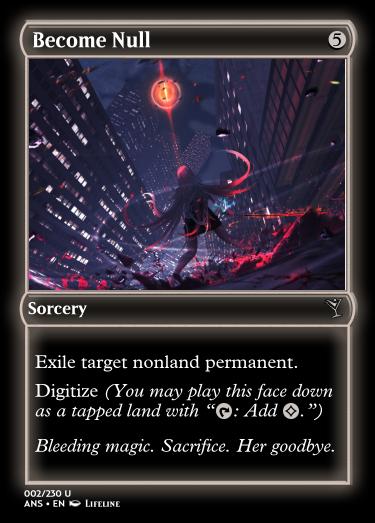 Become Null 5
Sorcery
Exile target nonland permanent.
Digitize (You may play this face down
as a tapped land with “: Add .”)
Bleeding magic. Sacrifice. Her goodbye.
002/230 U
ANS • EN Lifeline